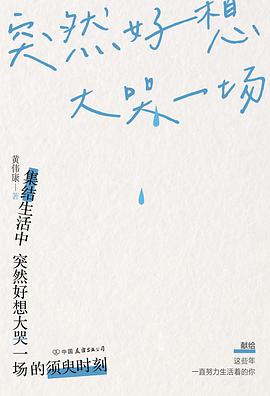 突然好想
大哭一场
黄伟康 著
集结生活中
突然好想大哭一场的须臾时刻
中国友谊出版公司
献给
这些年
一直努力生活着的你